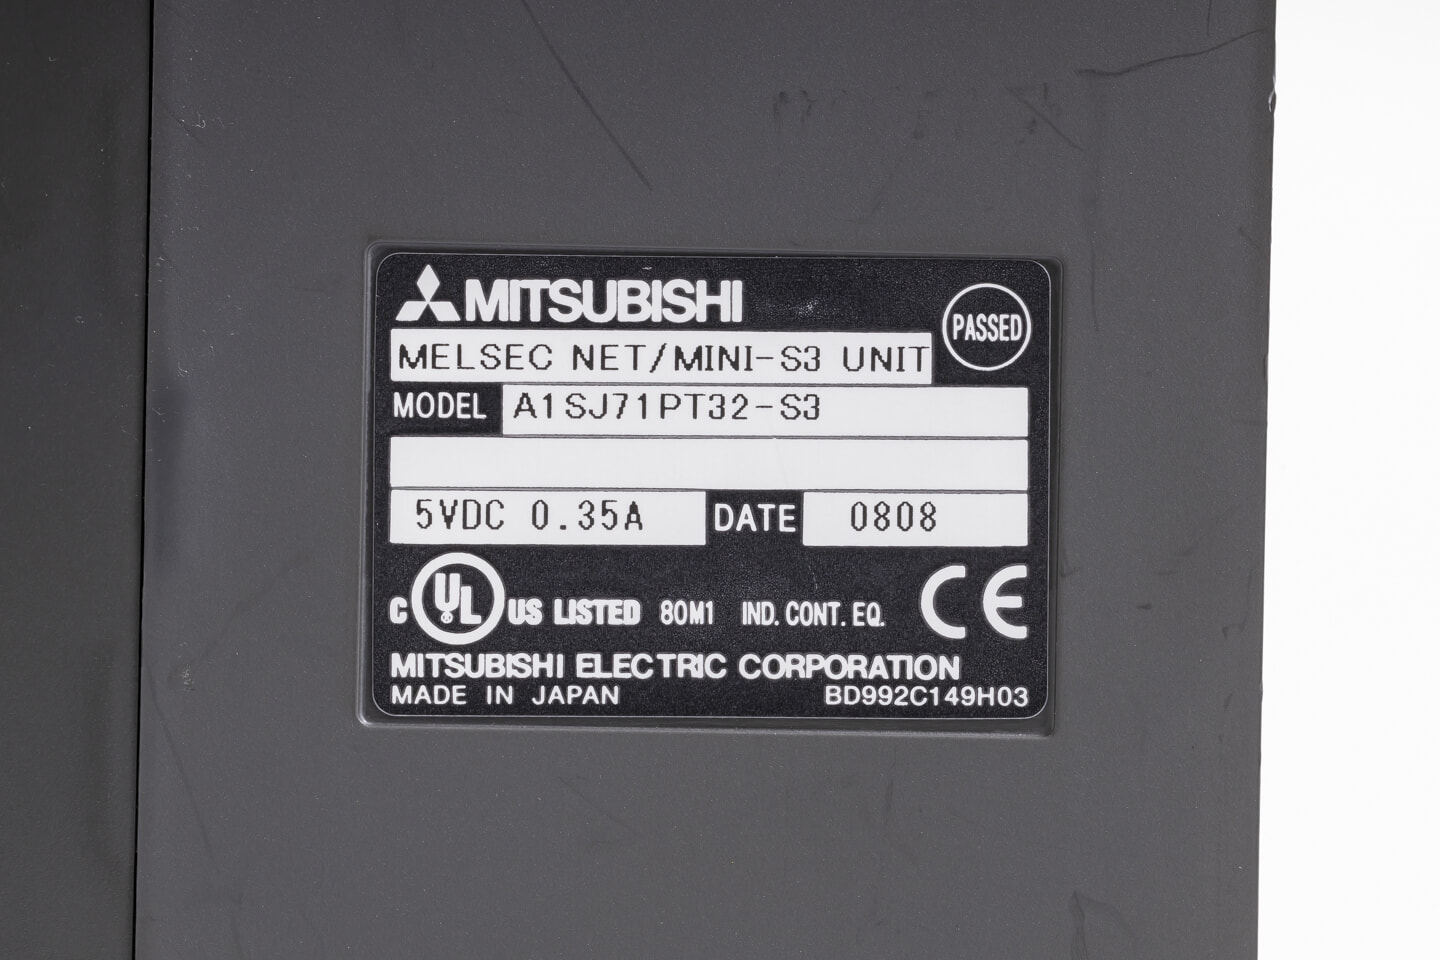 MITSUBISHI
PASSED
MELSEC NET/MINI-S3 UNIT
MODEL A1SJ71PT32-S3
5VDC 0.35A DATE 0808
C UL US LISTED 80M1 IND. CONT. EQ. CE
MITSUBISHI ELECTRIC CORPORATION
MADE IN JAPAN BD992C149H03